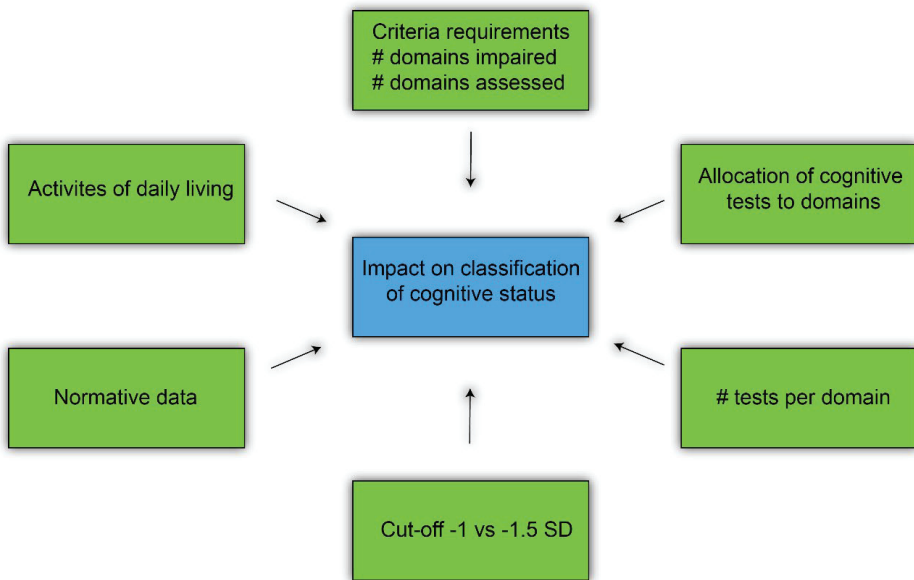 Criteria requirements
# domains impaired
# domains assessed
Activites of daily living
Allocation of cognitive
tests to domains
Impact on classification
of cognitive status
Normative data
# tests per domain
Cut-off -1 vs -1.5 SD